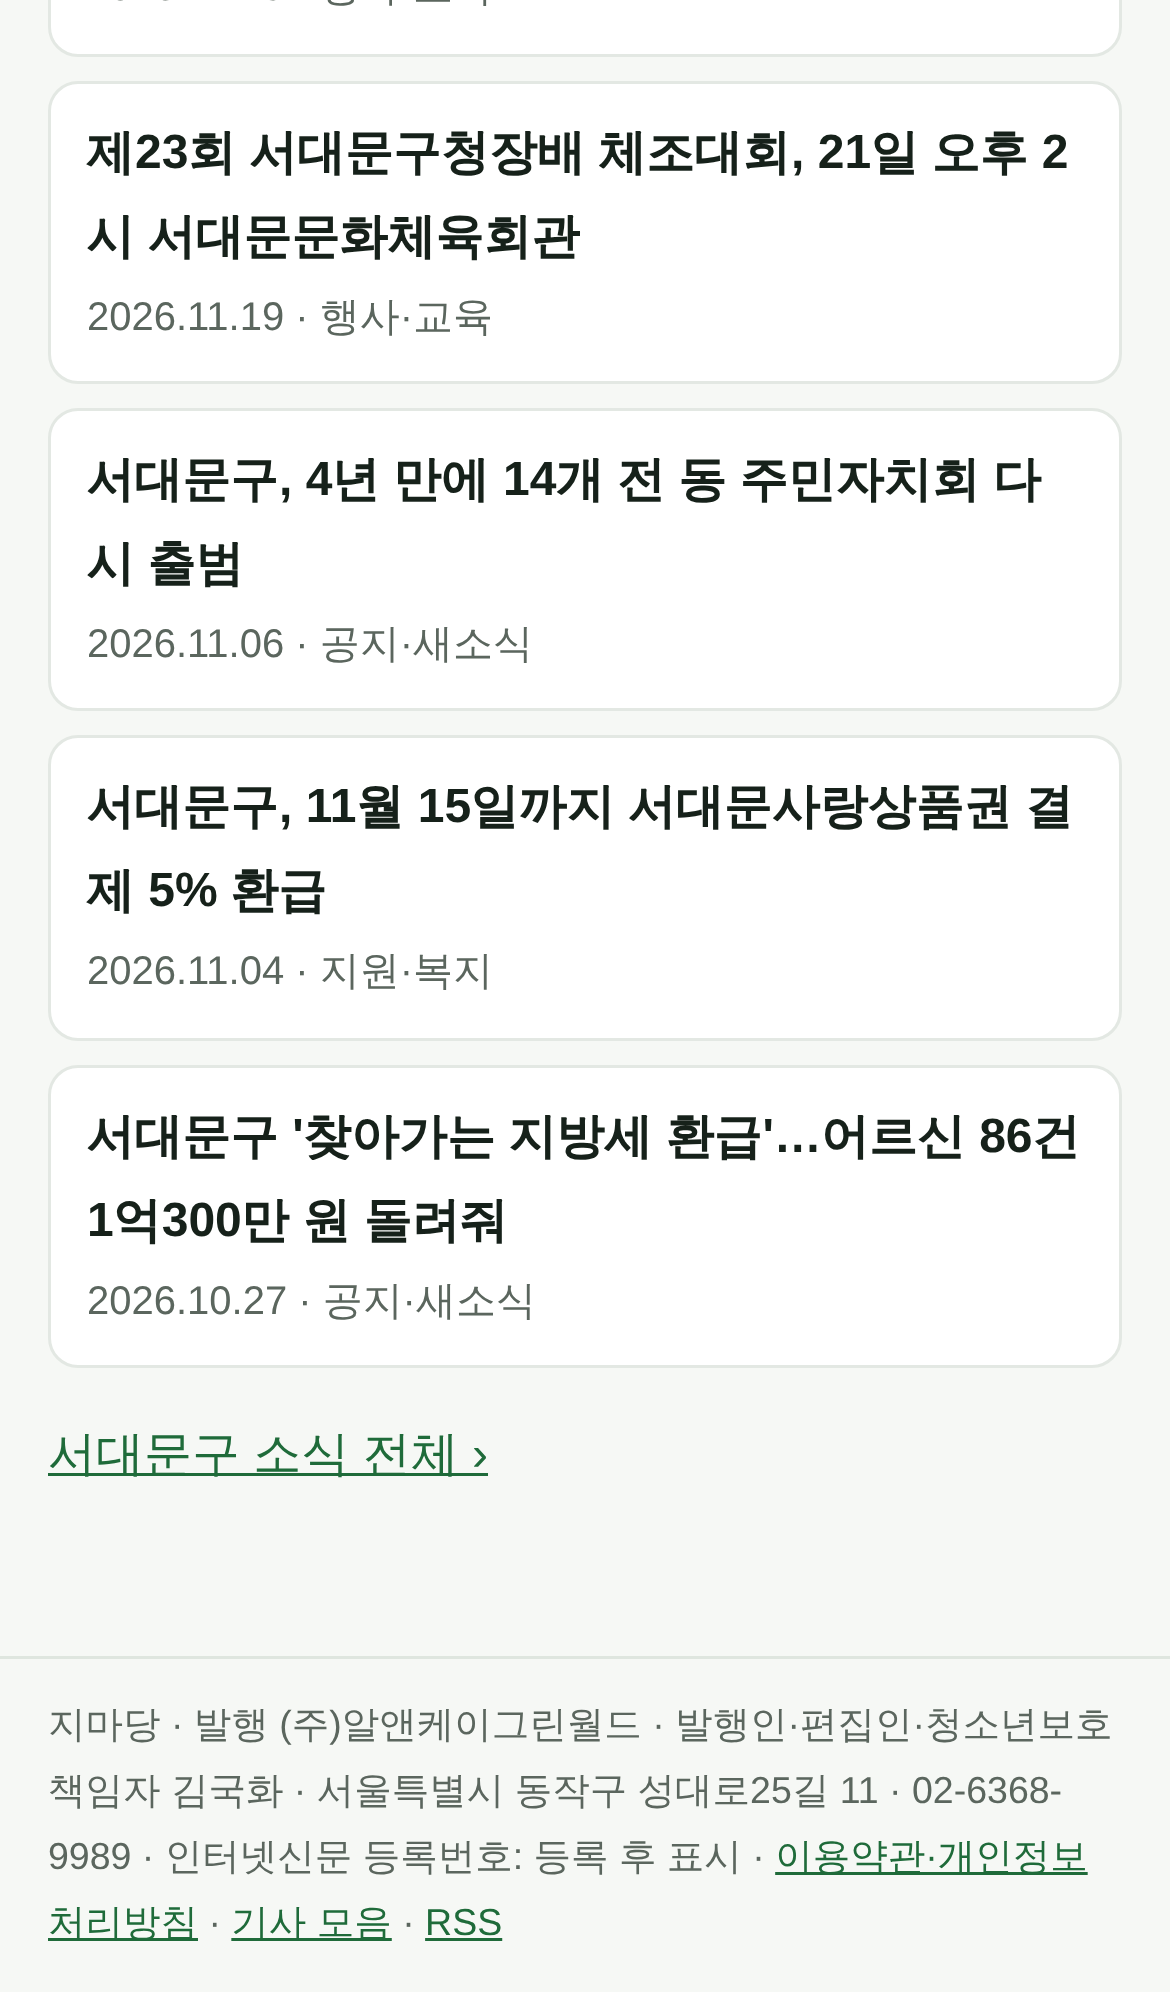 제23회 서대문구청장배 체조대회, 21일 오후 2
시 서대문문화체육회관
2026.11.19 · 행사·교육
서대문구, 4년 만에 14개 전 동 주민자치회 다
시 출범
2026.11.06 · 공지·새소식
서대문구, 11월 15일까지 서대문사랑상품권 결
제 5% 환급
2026.11.04 · 지원·복지
서대문구 '찾아가는 지방세 환급'…어르신 86건
1억300만 원 돌려줘
2026.10.27 · 공지·새소식
서대문구 소식 전체 ›
지마당 · 발행 (주)알앤케이그린월드 · 발행인·편집인·청소년보호
책임자 김국화 · 서울특별시 동작구 성대로25길 11 · 02-6368-
9989 · 인터넷신문 등록번호: 등록 후 표시 · 이용약관·개인정보
처리방침 · 기사 모음 · RSS